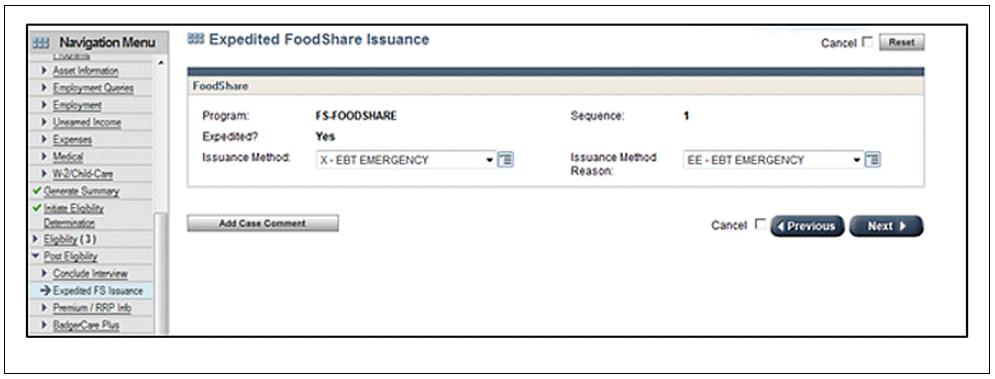 Navigation Menu
Asset Information
Employment Queries
Employment
Unearned Income
Expenses
Medical
W-2/Child-Care
Generate Summary
Initiate Eligibility
Determination
Eligibility (3)
Post Eligibility
Conclude Interview
Expedited FS Issuance
Premium / RRP Info
BadgerCare Plus
Expedited FoodShare Issuance
Cancel Reset
FoodShare
Program: FS-FOODSHARE Sequence: 1
Expedited? Yes
Issuance Method: X - EBT EMERGENCY Issuance Method EE - EBT EMERGENCY
Reason:
Add Case Comment Cancel Previous Next